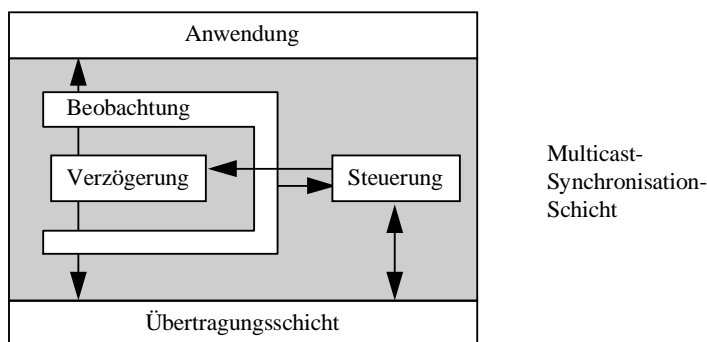 Anwendung
Beobachtung
Verzögerung
Steuerung
Multicast-
Synchronisation-
Schicht
Übertragungsschicht